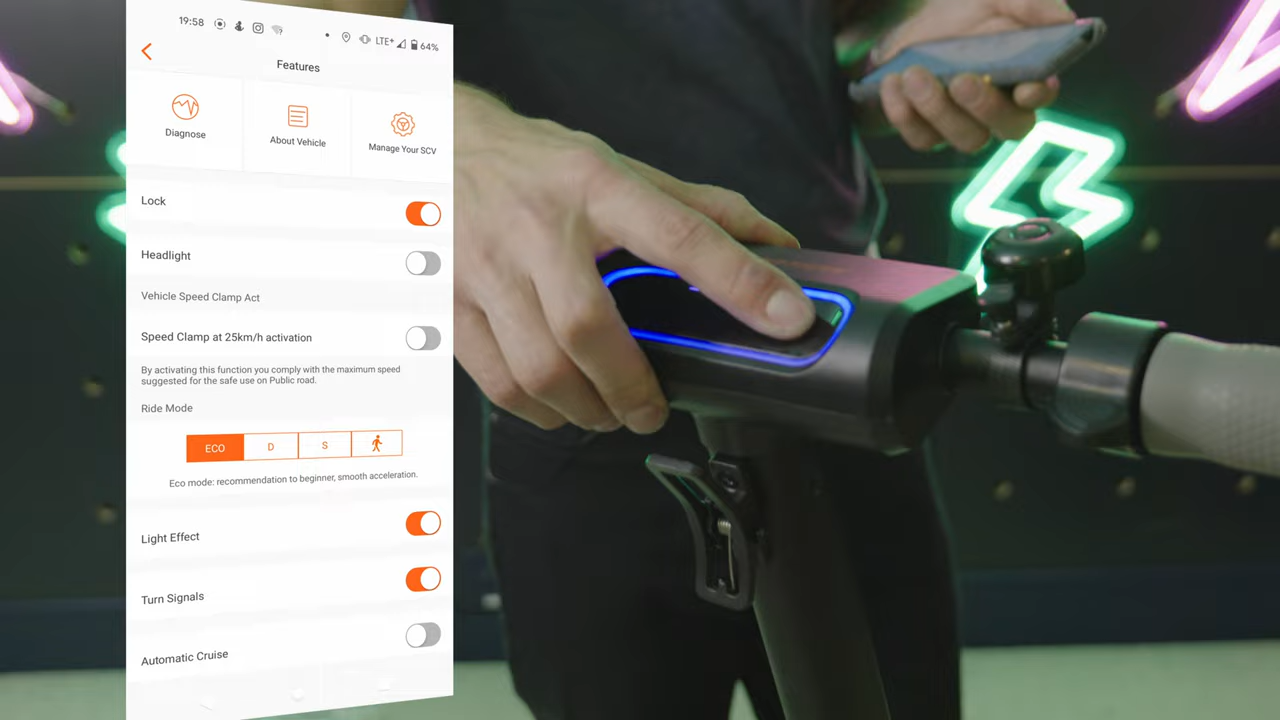 19:58
LTE+ 64%
Features
Diagnose
About Vehicle
Manage Your SCV
Lock
Headlight
Vehicle Speed Clamp Act
Speed Clamp at 25km/h activation
By activating this function you comply with the maximum speed
suggested for the safe use on Public road.
Ride Mode
ECO D S
Eco mode: recommendation to beginner, smooth acceleration.
Light Effect
Turn Signals
Automatic Cruise